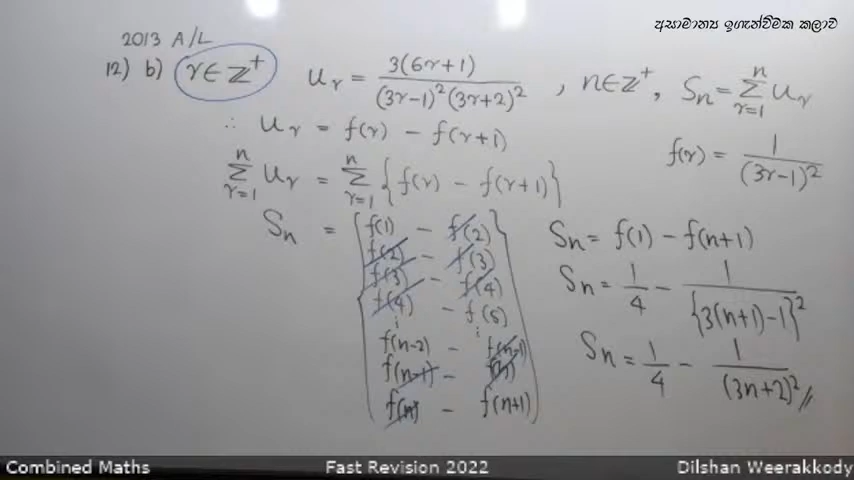 අසාමාන්‍ය ඉගැන්වීමක කලාව
2013 A/L
12) b) r∈ℤ⁺ u_r = 3(6r+1) / (3r-1)²(3r+2)² , n∈ℤ⁺, S_n = Σ_{r=1}^{n} u_r
∴ u_r = f(r) - f(r+1)
f(r) = 1/(3r-1)²
Σ_{r=1}^{n} u_r = Σ_{r=1}^{n} {f(r) - f(r+1)}
S_n = { f(1) - f(2)
f(2) - f(3)
f(3) - f(4)
f(4) - f(5)
⋮ ⋮
f(n-2) - f(n-1)
f(n-1) - f(n)
f(n) - f(n+1) }
S_n = f(1) - f(n+1)
S_n = 1/4 - 1/{3(n+1)-1}²
S_n = 1/4 - 1/(3n+2)² //
Combined Maths
Fast Revision 2022
Dilshan Weerakkody